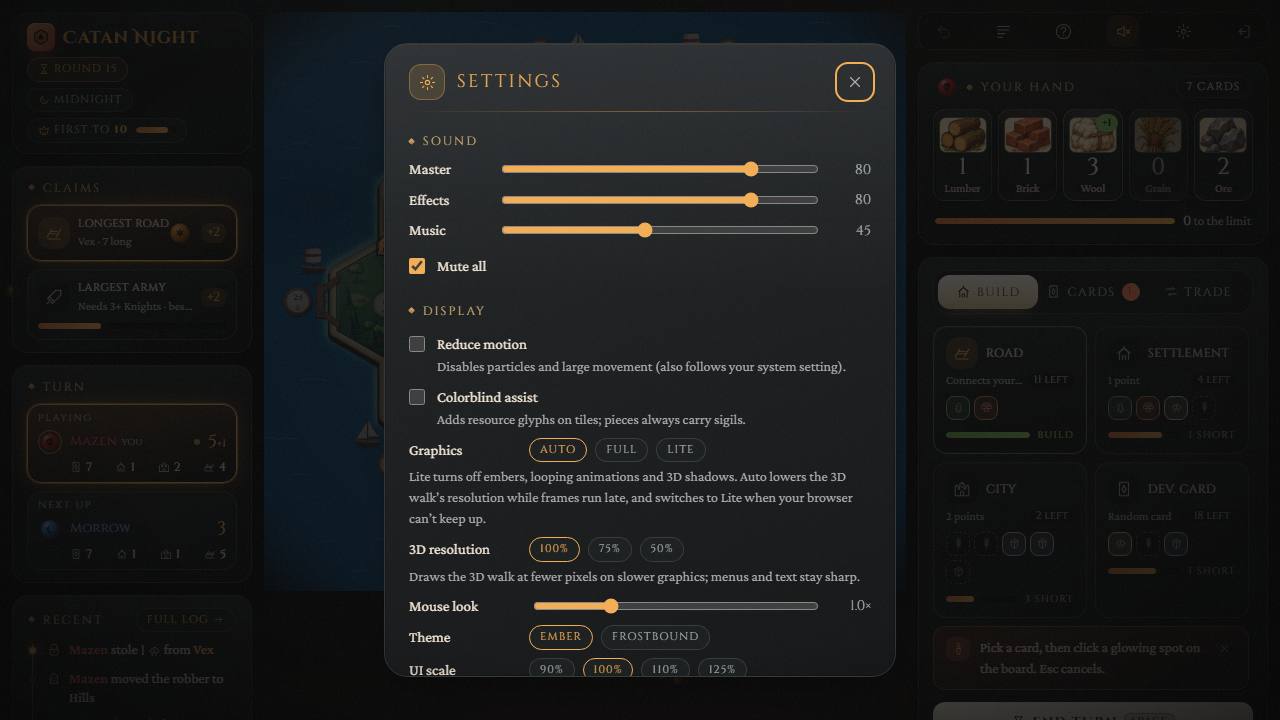 CATAN NIGHT
ROUND 15
MIDNIGHT
FIRST TO 10
CLAIMS
LONGEST ROAD
Vex · 7 long
+2
LARGEST ARMY
Needs 3+ Knights · bes…
+2
TURN
PLAYING
MAZEN YOU
5+1
7 1 2 4
NEXT UP
MORROW
3
7 1 1 5
RECENT
FULL LOG →
Mazen stole 1 from Vex
Mazen moved the robber to
Hills
SETTINGS
SOUND
Master 80
Effects 80
Music 45
Mute all
DISPLAY
Reduce motion
Disables particles and large movement (also follows your system setting).
Colorblind assist
Adds resource glyphs on tiles; pieces always carry sigils.
Graphics AUTO FULL LITE
Lite turns off embers, looping animations and 3D shadows. Auto lowers the 3D
walk's resolution while frames run late, and switches to Lite when your browser
can't keep up.
3D resolution 100% 75% 50%
Draws the 3D walk at fewer pixels on slower graphics; menus and text stay sharp.
Mouse look 1.0×
Theme EMBER FROSTBOUND
UI scale 90% 100% 110% 125%
YOUR HAND 7 CARDS
+1
1 1 3 0 2
Lumber Brick Wool Grain Ore
0 to the limit
BUILD CARDS 1 TRADE
ROAD
Connects your… 11 LEFT
BUILD
SETTLEMENT
1 point 4 LEFT
1 SHORT
CITY
2 points 2 LEFT
3 SHORT
DEV CARD
Random card 18 LEFT
1 SHORT
Pick a card, then click a glowing spot on
the board. Esc cancels.
END TURN